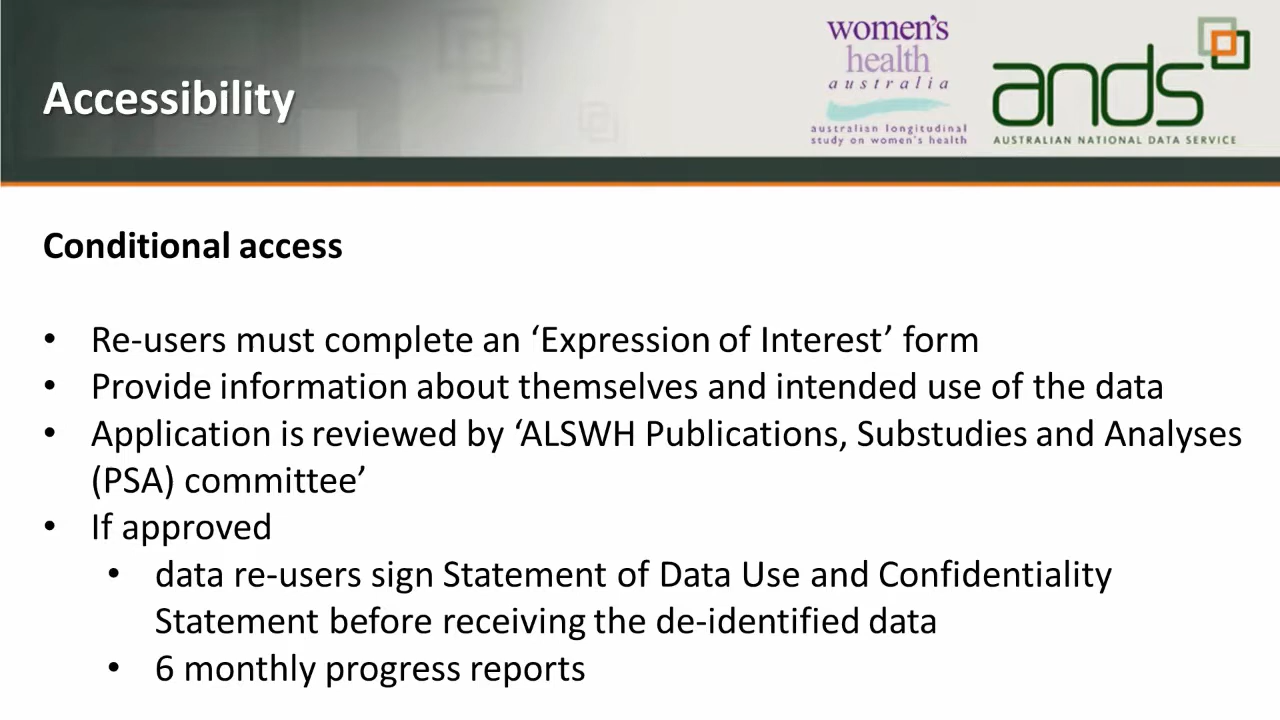 Accessibility
women's
health
australia
australian longitudinal
study on women's health
ands
AUSTRALIAN NATIONAL DATA SERVICE
Conditional access
• Re-users must complete an ‘Expression of Interest’ form
• Provide information about themselves and intended use of the data
• Application is reviewed by ‘ALSWH Publications, Substudies and Analyses
(PSA) committee’
• If approved
• data re-users sign Statement of Data Use and Confidentiality
Statement before receiving the de-identified data
• 6 monthly progress reports